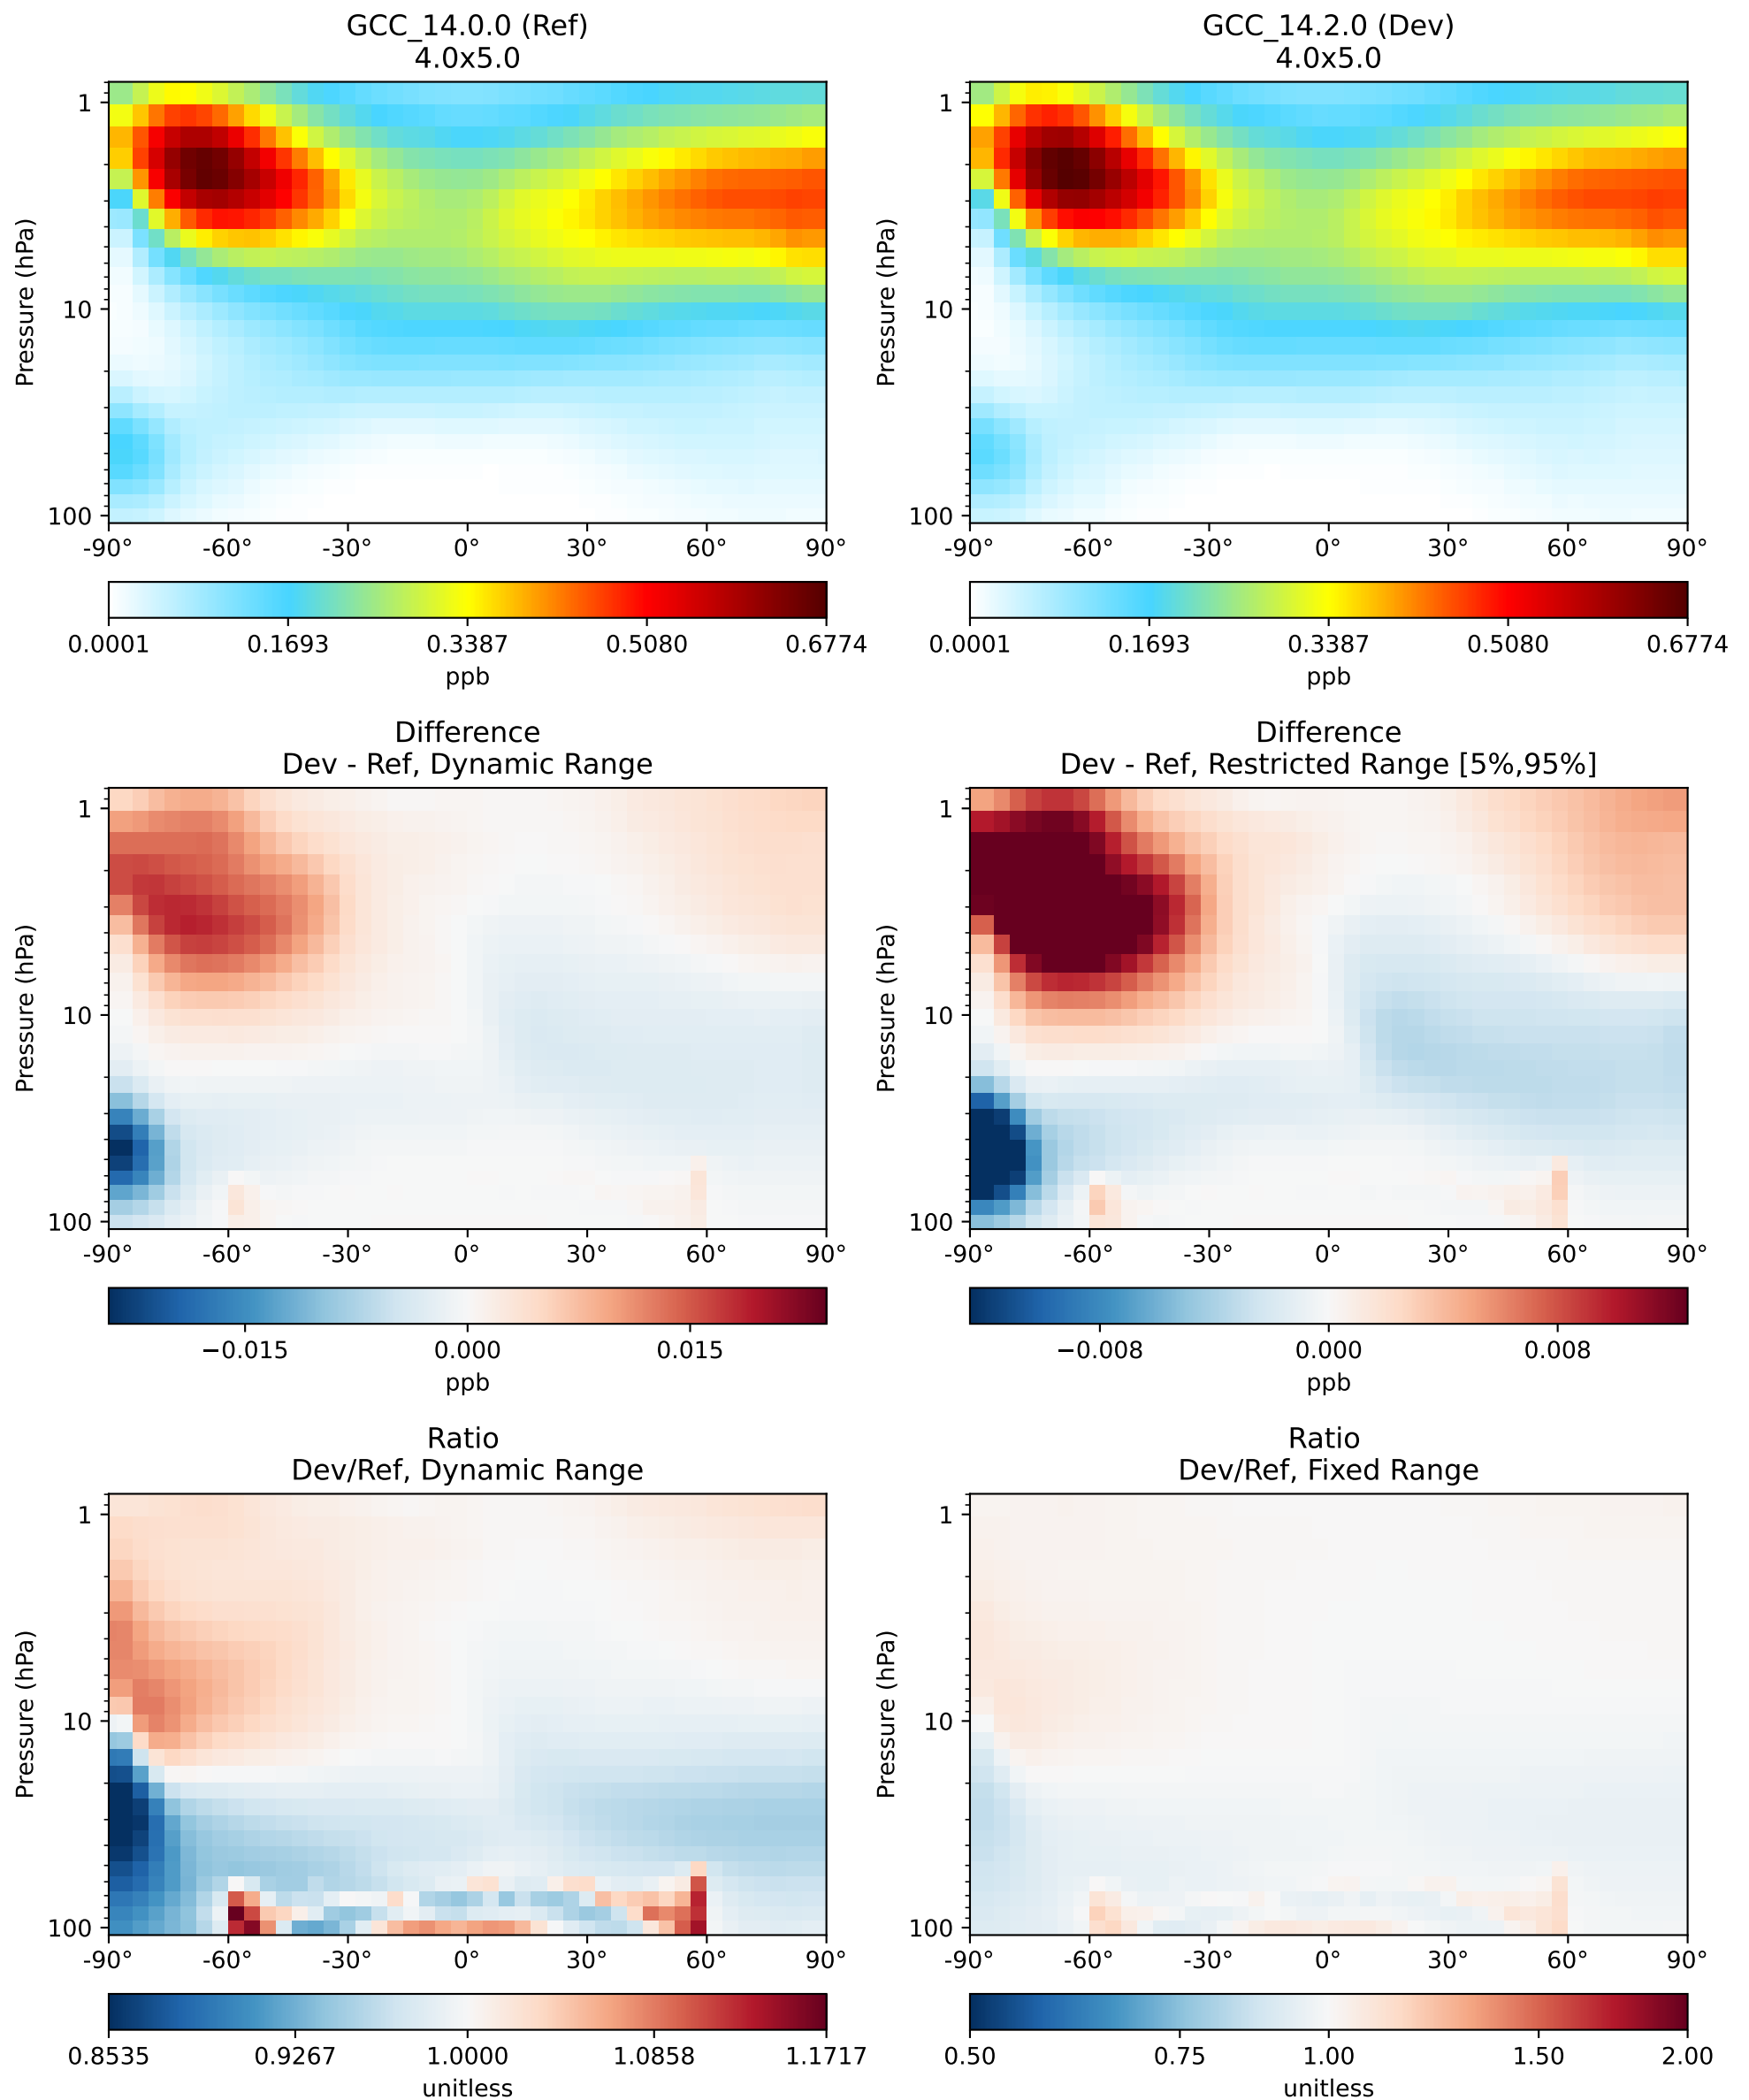 GCC_14.0.0 (Ref)
4.0x5.0
Pressure (hPa)
1
10
100
-90° -60° -30° 0° 30° 60° 90°
0.0001 0.1693 0.3387 0.5080 0.6774
ppb
GCC_14.2.0 (Dev)
4.0x5.0
Pressure (hPa)
1
10
100
-90° -60° -30° 0° 30° 60° 90°
0.0001 0.1693 0.3387 0.5080 0.6774
ppb
Difference
Dev - Ref, Dynamic Range
Pressure (hPa)
1
10
100
-90° -60° -30° 0° 30° 60° 90°
−0.015 0.000 0.015
ppb
Difference
Dev - Ref, Restricted Range [5%,95%]
Pressure (hPa)
1
10
100
-90° -60° -30° 0° 30° 60° 90°
−0.008 0.000 0.008
ppb
Ratio
Dev/Ref, Dynamic Range
Pressure (hPa)
1
10
100
-90° -60° -30° 0° 30° 60° 90°
0.8535 0.9267 1.0000 1.0858 1.1717
unitless
Ratio
Dev/Ref, Fixed Range
Pressure (hPa)
1
10
100
-90° -60° -30° 0° 30° 60° 90°
0.50 0.75 1.00 1.50 2.00
unitless